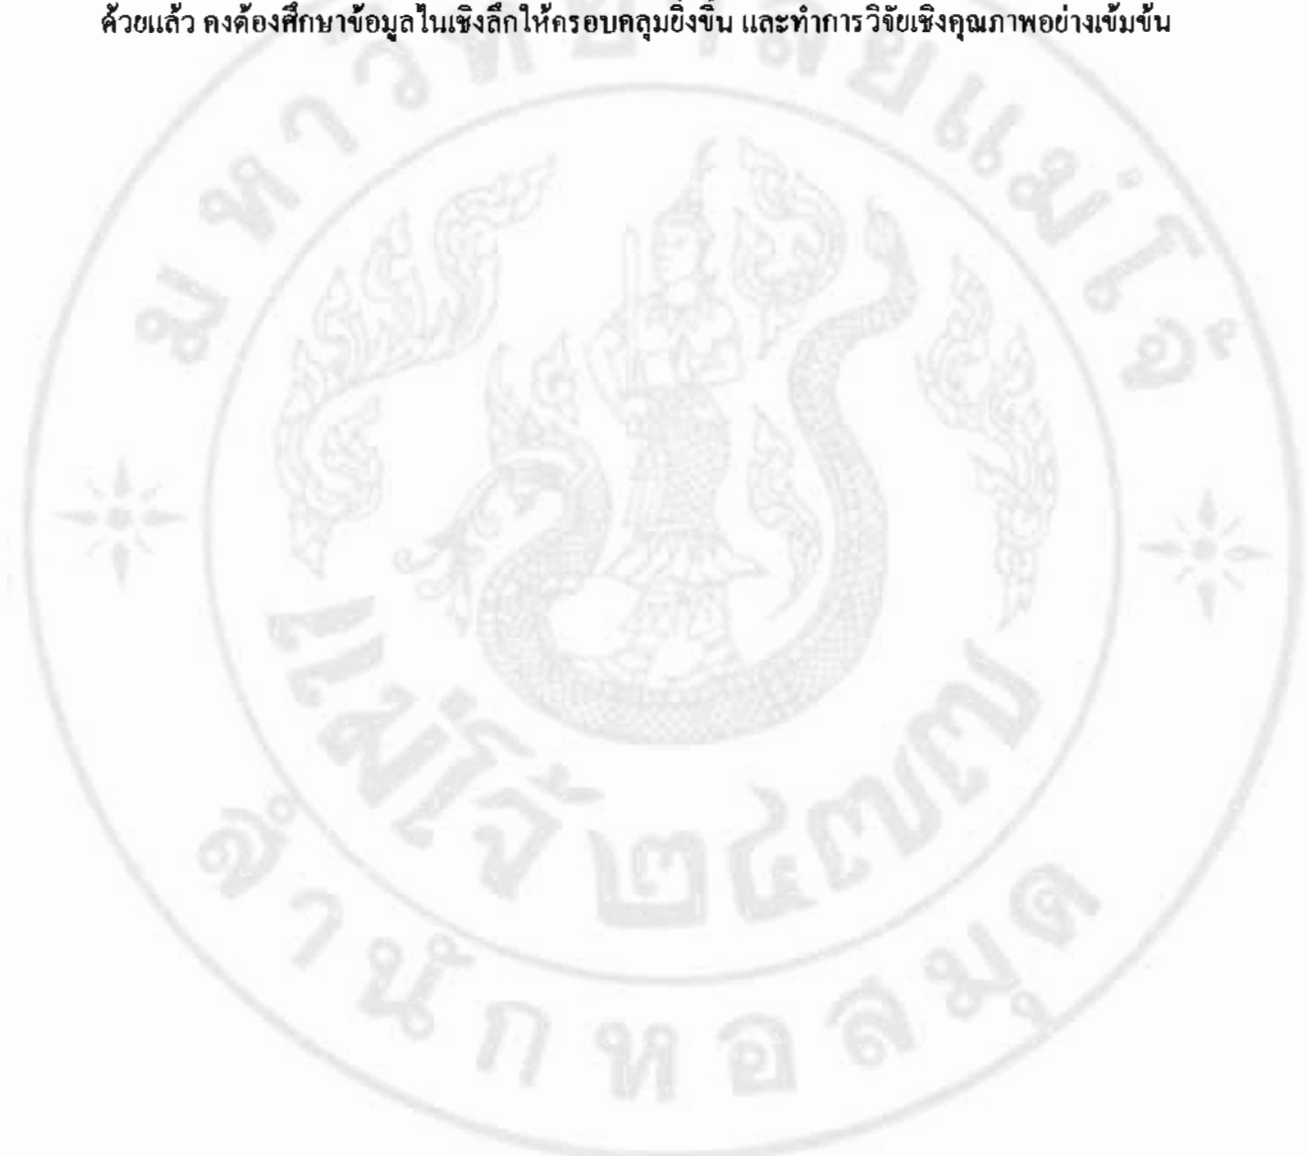 ด้วยแล้ว คงต้องศึกษาข้อมูลในเชิงลึกให้ครอบคลุมยิ่งขึ้น และทำการวิจัยเชิงคุณภาพอย่างเข้มข้น
มหาวิทยาลัยแม่โจ้
แม่โจ้ ๒๔๗๗
สำนักหอสมุด